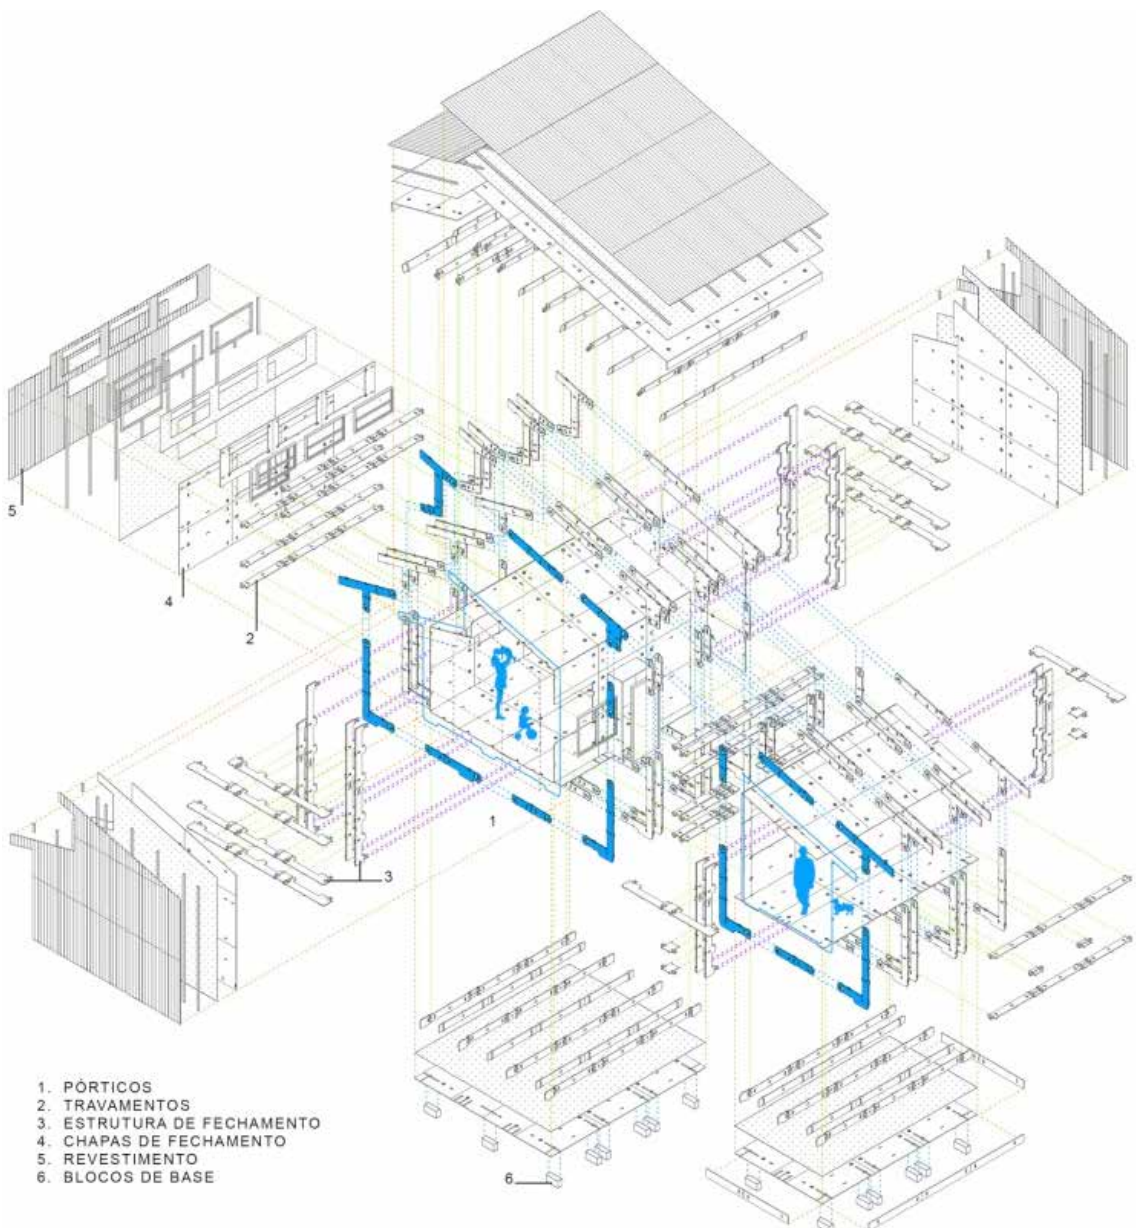 5
4
2
1
3
1. PÓRTICOS
2. TRAVAMENTOS
3. ESTRUTURA DE FECHAMENTO
4. CHAPAS DE FECHAMENTO
5. REVESTIMENTO
6. BLOCOS DE BASE
6